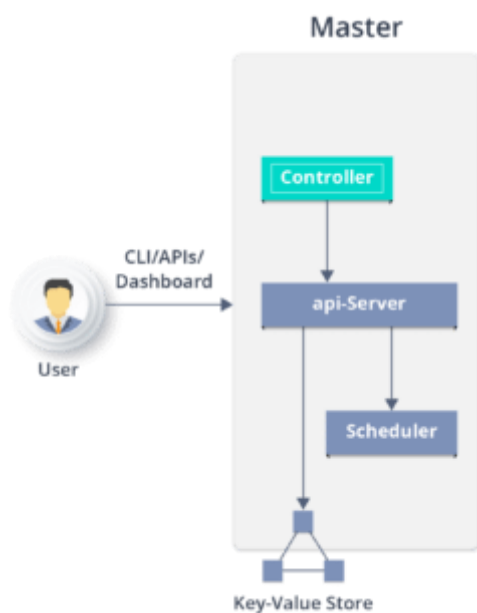 Master
Controller
CLI/APIs/
Dashboard
api-Server
User
Scheduler
Key-Value Store